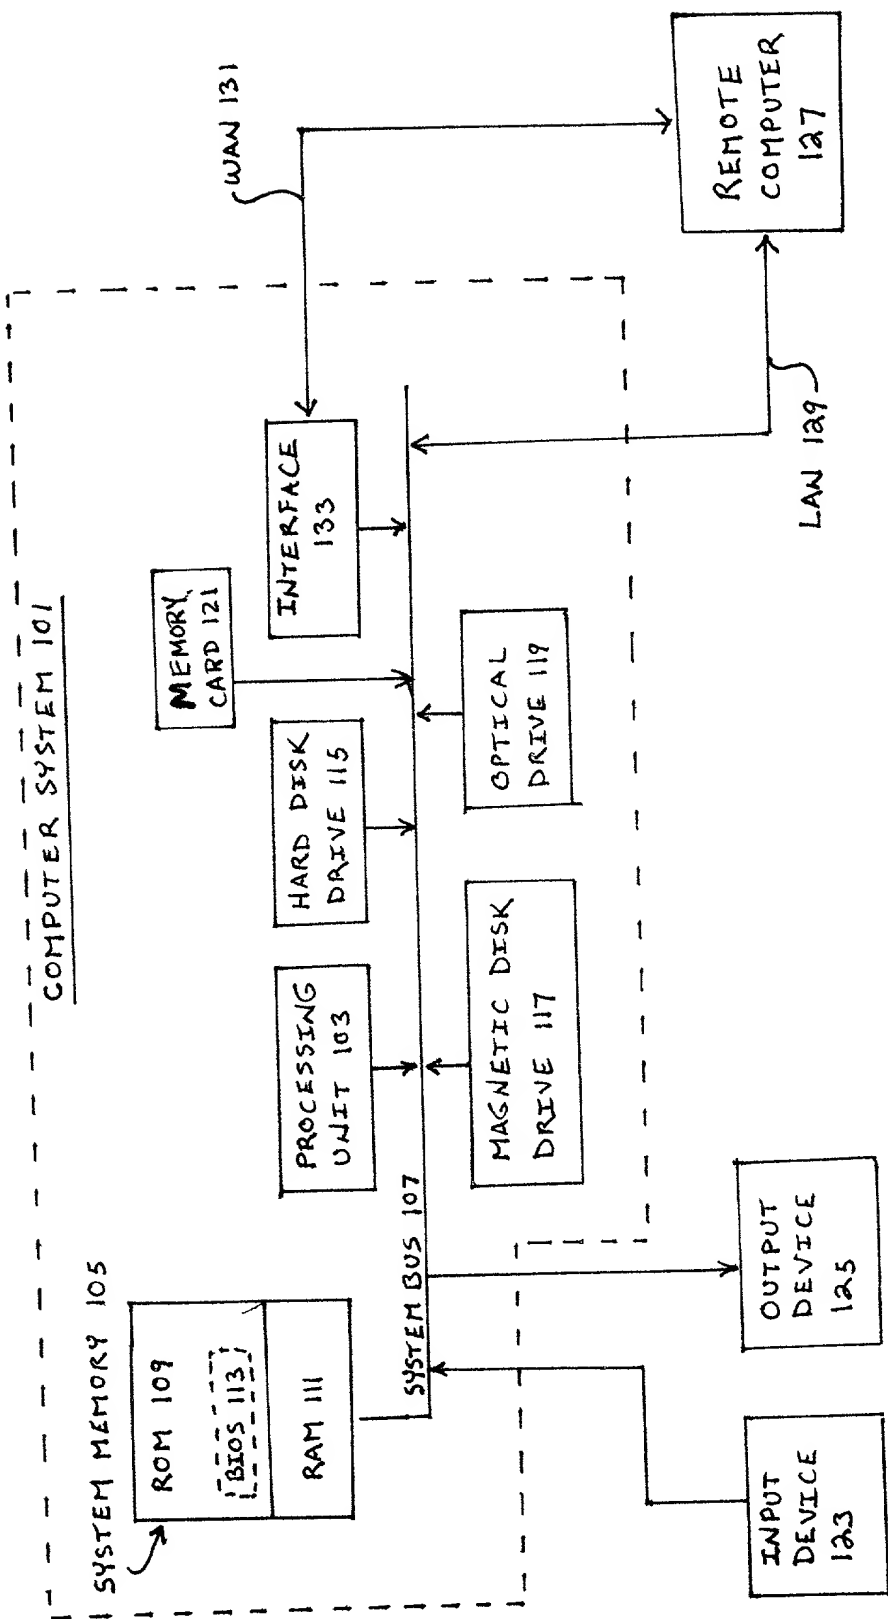 COMPUTER SYSTEM 101
SYSTEM MEMORY 105
ROM 109
BIOS 113
RAM 111
SYSTEM BUS 107
PROCESSING
UNIT 103
HARD DISK
DRIVE 115
MEMORY
CARD 121
INTERFACE
133
WAN 131
MAGNETIC DISK
DRIVE 117
OPTICAL
DRIVE 119
INPUT
DEVICE
123
OUTPUT
DEVICE
125
LAN 129
REMOTE
COMPUTER
127